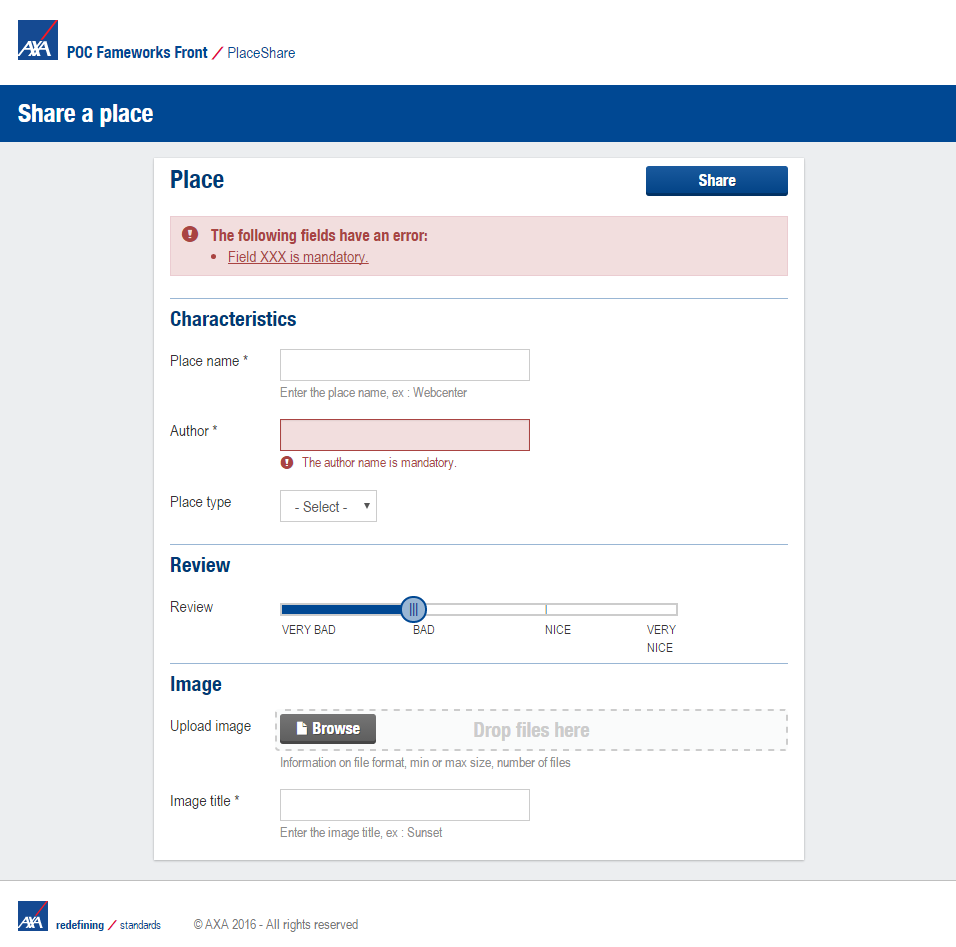 AXA
POC Fameworks Front / PlaceShare
Share a place
Place
Share
The following fields have an error:
• Field XXX is mandatory.
Characteristics
Place name *
Enter the place name, ex : Webcenter
Author *
The author name is mandatory.
Place type
- Select -
Review
Review
VERY BAD BAD NICE VERY
NICE
Image
Upload image
Browse
Drop files here
Information on file format, min or max size, number of files
Image title *
Enter the image title, ex : Sunset
AXA
redefining / standards
© AXA 2016 - All rights reserved